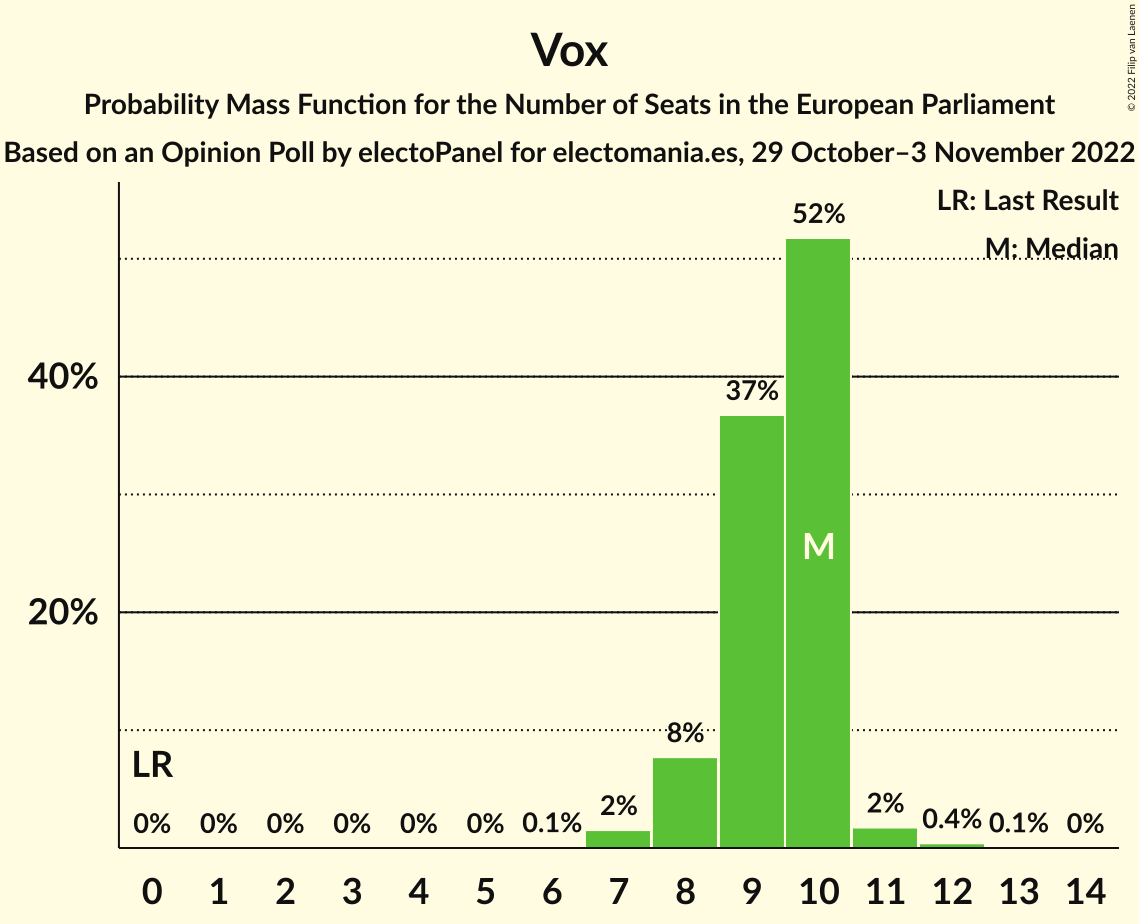 © 2022 Filip van Laenen
Vox
Probability Mass Function for the Number of Seats in the European Parliament
Based on an Opinion Poll by electoPanel for electomania.es, 29 October–3 November 2022
LR: Last Result
M: Median
52%
40%
37%
M
20%
8%
LR
0% 0% 0% 0% 0% 0% 0.1% 2% 2% 0.4% 0.1% 0%
0 1 2 3 4 5 6 7 8 9 10 11 12 13 14